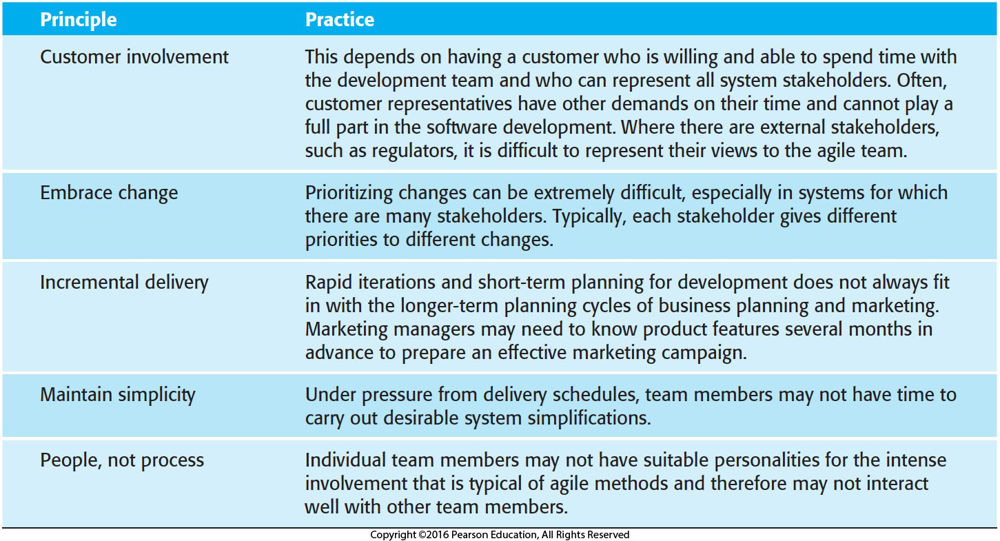 Principle Practice
Customer involvement This depends on having a customer who is willing and able to spend time with
the development team and who can represent all system stakeholders. Often,
customer representatives have other demands on their time and cannot play a
full part in the software development. Where there are external stakeholders,
such as regulators, it is difficult to represent their views to the agile team.
Embrace change Prioritizing changes can be extremely difficult, especially in systems for which
there are many stakeholders. Typically, each stakeholder gives different
priorities to different changes.
Incremental delivery Rapid iterations and short-term planning for development does not always fit
in with the longer-term planning cycles of business planning and marketing.
Marketing managers may need to know product features several months in
advance to prepare an effective marketing campaign.
Maintain simplicity Under pressure from delivery schedules, team members may not have time to
carry out desirable system simplifications.
People, not process Individual team members may not have suitable personalities for the intense
involvement that is typical of agile methods and therefore may not interact
well with other team members.
Copyright ©2016 Pearson Education, All Rights Reserved